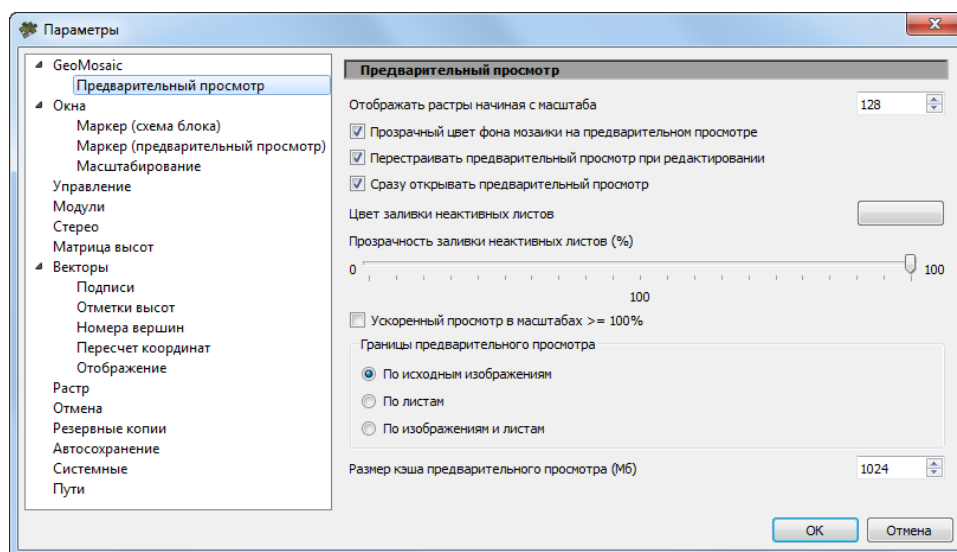 Параметры
GeoMosaic
Предварительный просмотр
Окна
Маркер (схема блока)
Маркер (предварительный просмотр)
Масштабирование
Управление
Модули
Стерео
Матрица высот
Векторы
Подписи
Отметки высот
Номера вершин
Пересчет координат
Отображение
Растр
Отмена
Резервные копии
Автосохранение
Системные
Пути
Предварительный просмотр
Отображать растры начиная с масштаба 128
Прозрачный цвет фона мозаики на предварительном просмотре
Перестраивать предварительный просмотр при редактировании
Сразу открывать предварительный просмотр
Цвет заливки неактивных листов
Прозрачность заливки неактивных листов (%)
0 100
100
Ускоренный просмотр в масштабах >= 100%
Границы предварительного просмотра
По исходным изображениям
По листам
По изображениям и листам
Размер кэша предварительного просмотра (Мб) 1024
OK Отмена